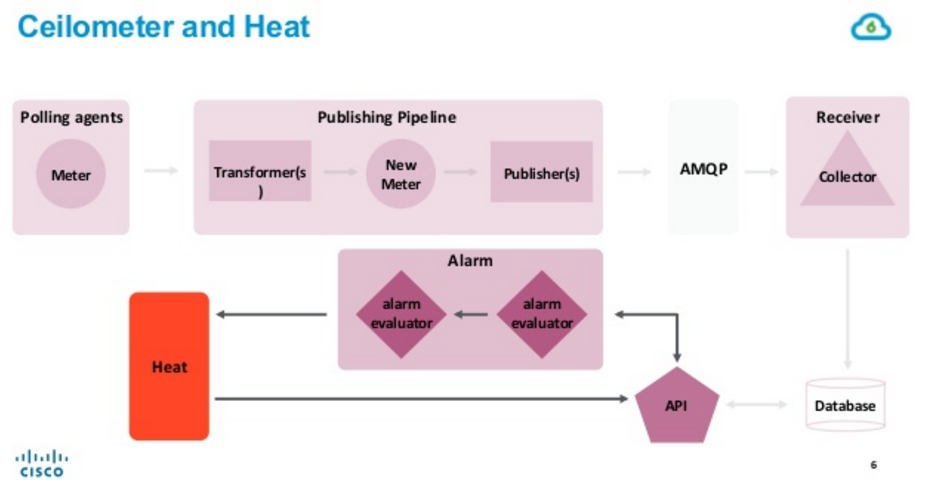 Ceilometer and Heat
6
Polling agents
Meter
Publishing Pipeline
Transformer(s
)
New
Meter
Publisher(s)
AMQP
Receiver
Collector
Alarm
alarm
evaluator
alarm
evaluator
Heat
API
Database
CISCO
6